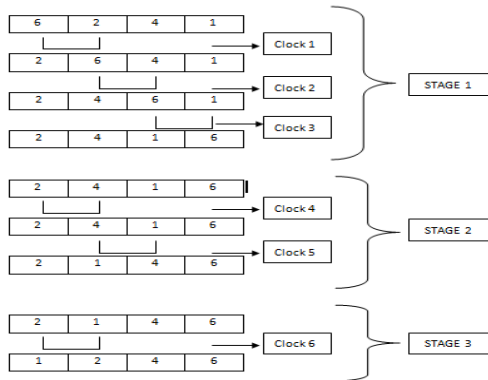 6 2 4 1
Clock 1
2 6 4 1
STAGE 1
Clock 2
2 4 6 1
Clock 3
2 4 1 6
2 4 1 6
Clock 4
2 4 1 6
STAGE 2
Clock 5
2 1 4 6
2 1 4 6
Clock 6
STAGE 3
1 2 4 6